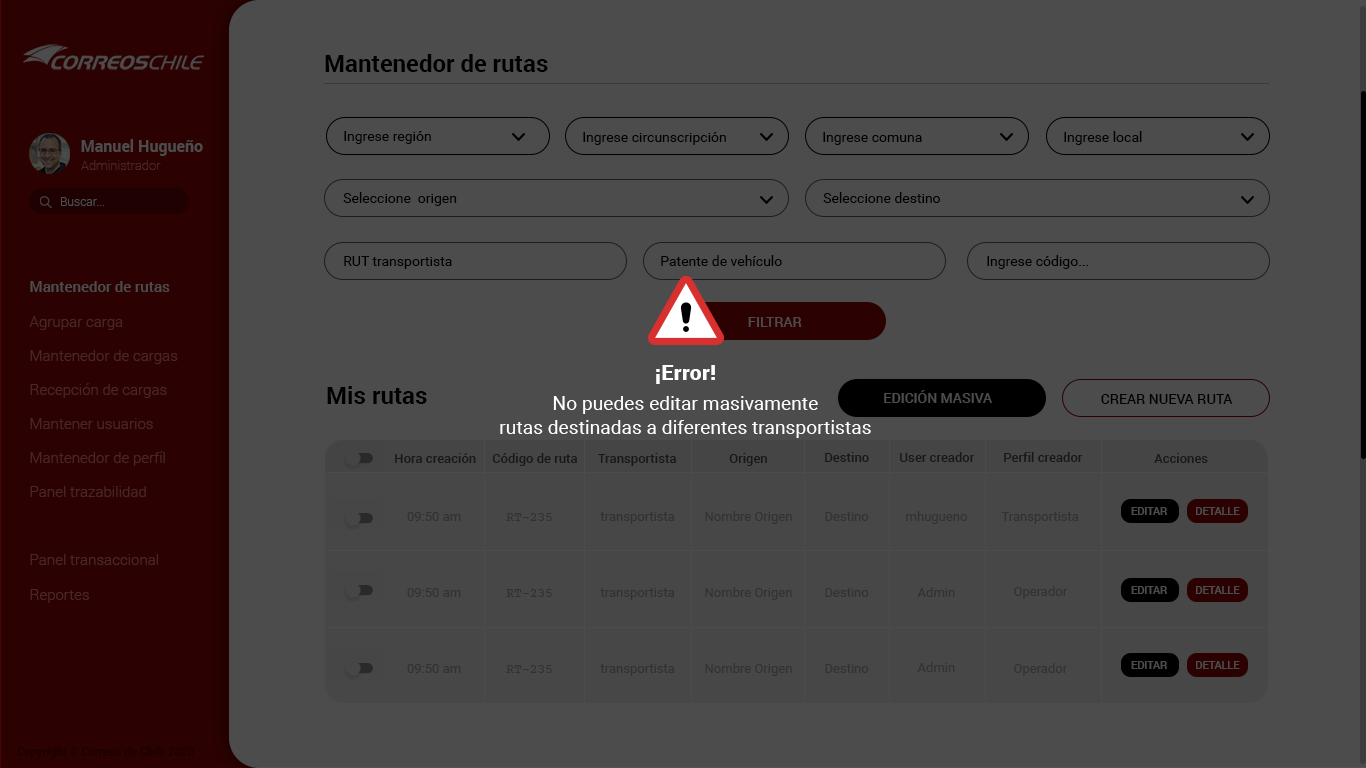 CORREOSCHILE
Manuel Hugueño
Administrador
Buscar...
Mantenedor de rutas
Agrupar carga
Mantenedor de cargas
Recepción de cargas
Mantener usuarios
Mantenedor de perfíl
Panel trazabilidad
Panel transaccional
Reportes
Copyright © Correos de Chile 2020
Mantenedor de rutas
Ingrese región
Ingrese circunscripción
Ingrese comuna
Ingrese local
Seleccione origen
Seleccione destino
RUT transportista
Patente de vehículo
Ingrese código...
FILTRAR
¡Error!
No puedes editar masivamente
rutas destinadas a diferentes transportistas
Mis rutas
EDICIÓN MASIVA
CREAR NUEVA RUTA
Hora creación Código de ruta Transportista Origen Destino User creador Perfil creador Acciones
09:50 am RT-235 transportista Nombre Origen Destino mhugueno Transportista EDITAR DETALLE
09:50 am RT-235 transportista Nombre Origen Destino Admin Operador EDITAR DETALLE
09:50 am RT-235 transportista Nombre Origen Destino Admin Operador EDITAR DETALLE